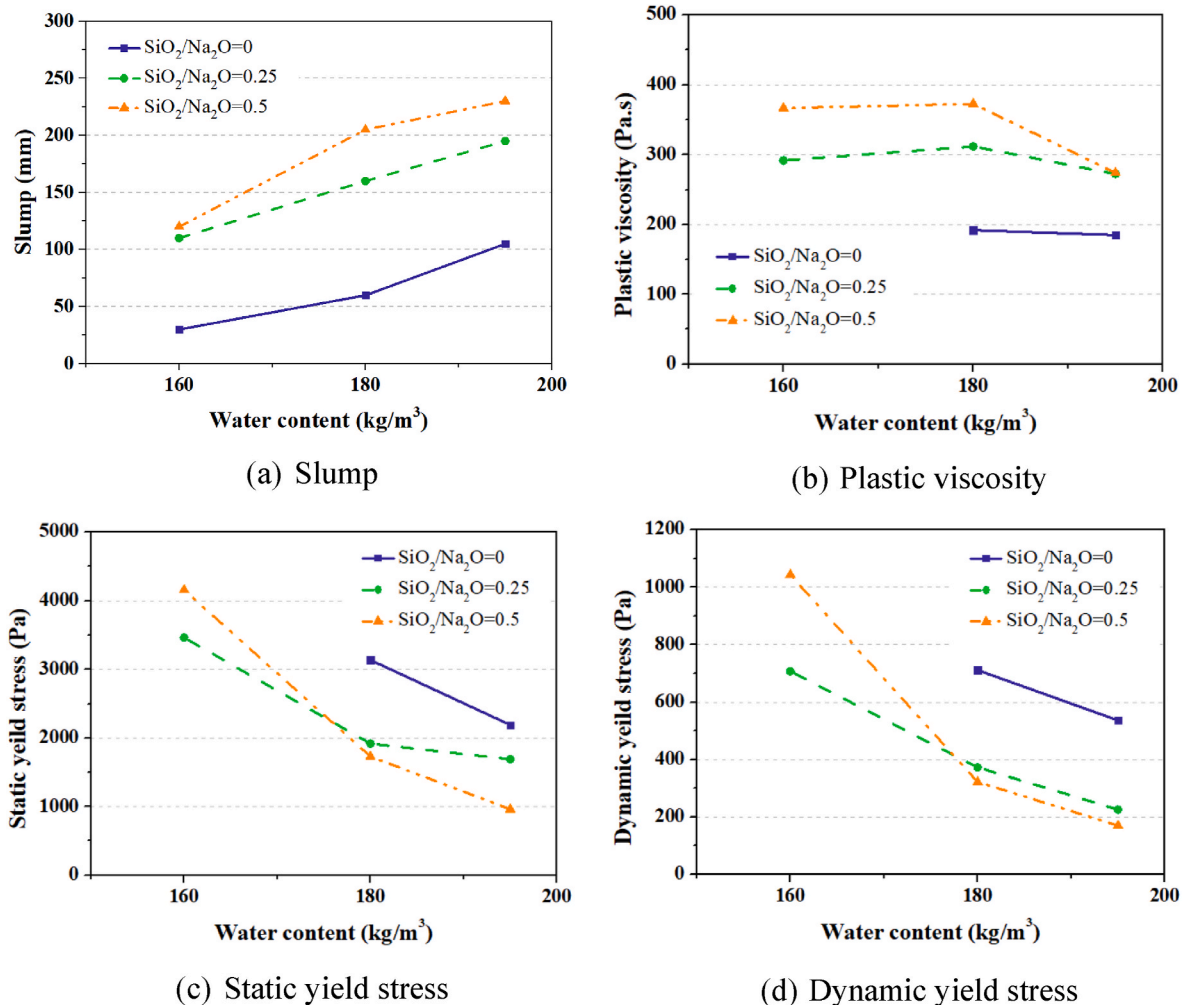 300
250
200
150
100
50
0
Slump (mm)
SiO₂/Na₂O=0
SiO₂/Na₂O=0.25
SiO₂/Na₂O=0.5
160
180
200
Water content (kg/m³)
(a) Slump
500
400
300
200
100
0
Plastic viscosity (Pa.s)
SiO₂/Na₂O=0
SiO₂/Na₂O=0.25
SiO₂/Na₂O=0.5
160
180
200
Water content (kg/m³)
(b) Plastic viscosity
5000
4000
3000
2000
1000
0
Static yeild stress (Pa)
SiO₂/Na₂O=0
SiO₂/Na₂O=0.25
SiO₂/Na₂O=0.5
160
180
200
Water content (kg/m³)
(c) Static yield stress
1200
1000
800
600
400
200
0
Dynamic yeild stress (Pa)
SiO₂/Na₂O=0
SiO₂/Na₂O=0.25
SiO₂/Na₂O=0.5
160
180
200
Water content (kg/m³)
(d) Dynamic yield stress